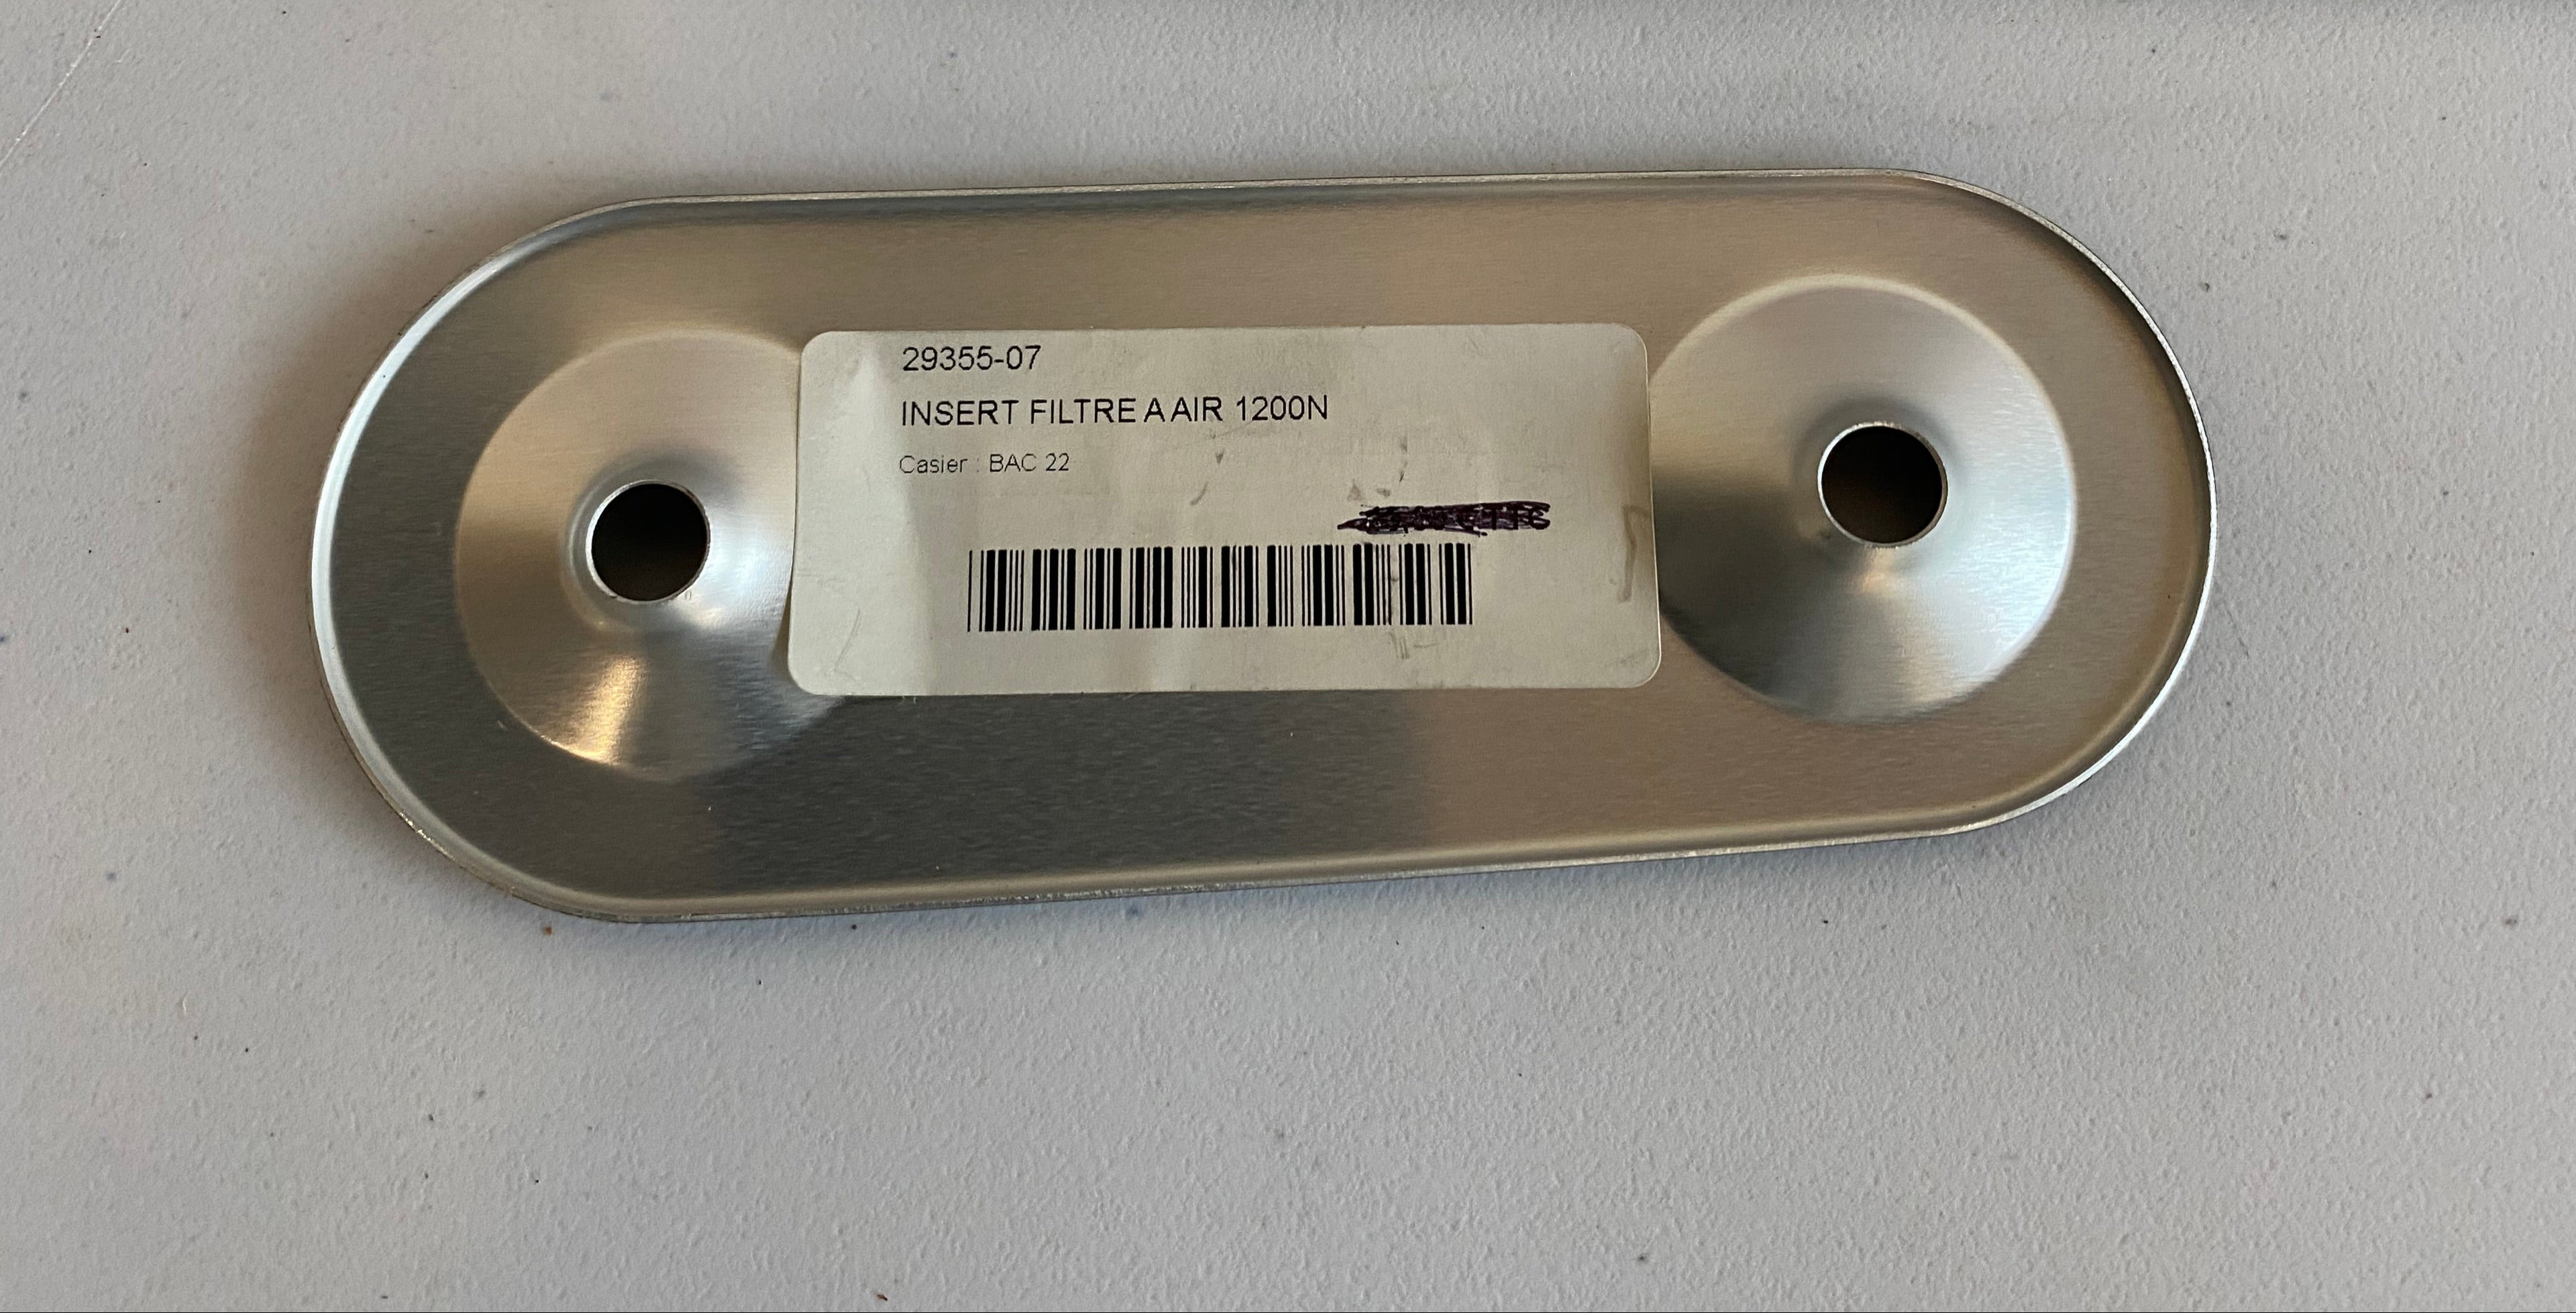 29355-07
INSERT FILTRE A AIR 1200N
Casier : BAC 22